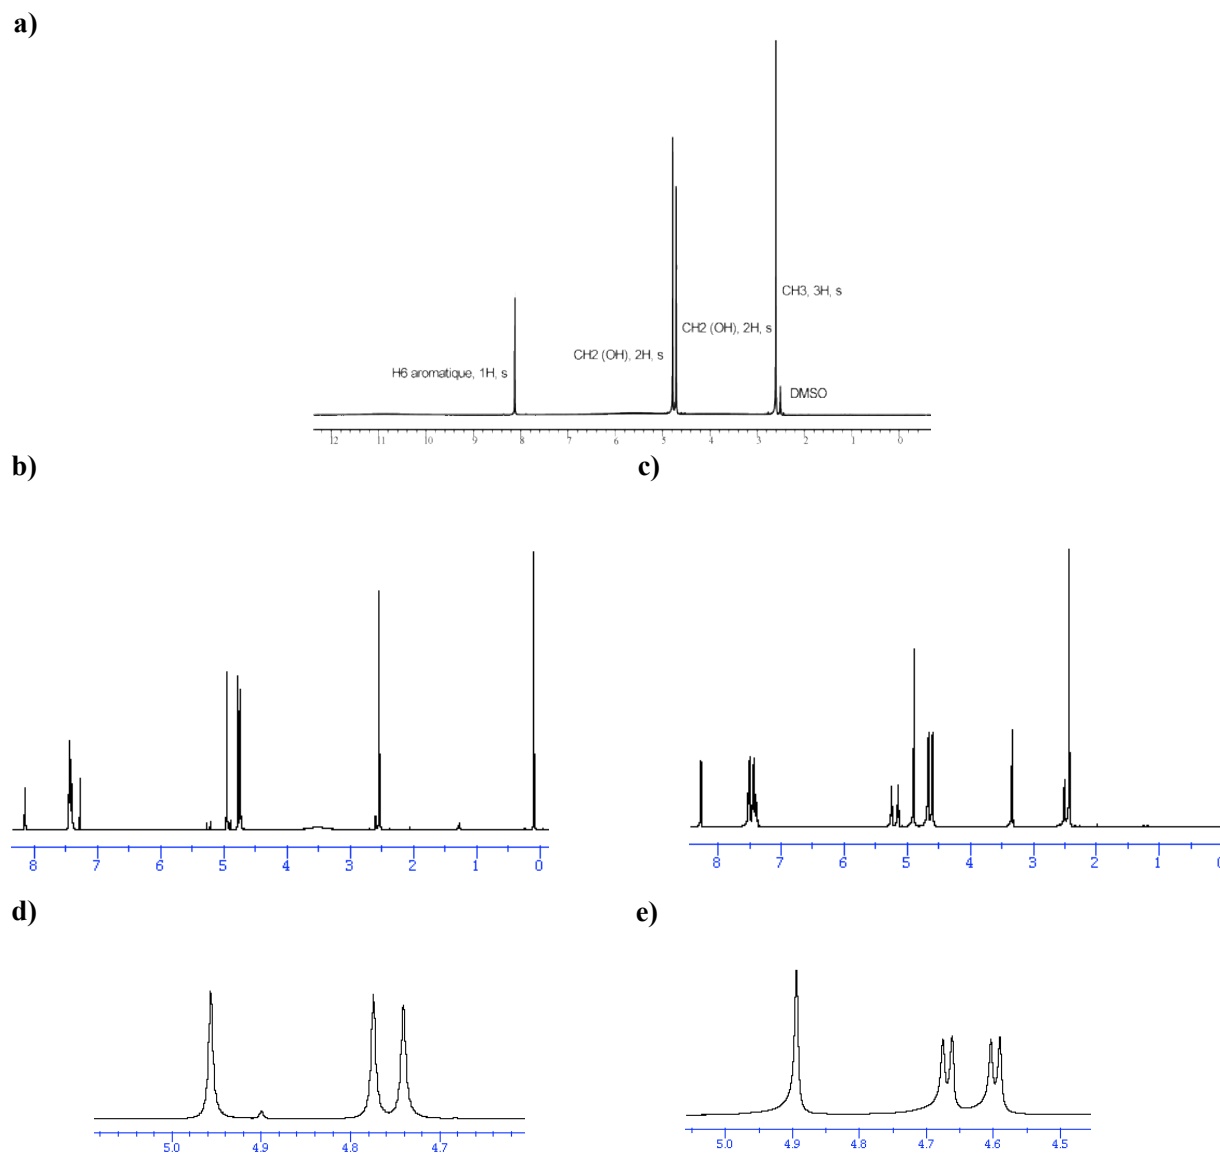 a)
CH3, 3H, s
CH2 (OH), 2H, s
CH2 (OH), 2H, s
H6 aromatique, 1H, s
DMSO
12 11 10 9 8 7 6 5 4 3 2 1 0
b) c)
8 7 6 5 4 3 2 1 0
8 7 6 5 4 3 2 1 0
d) e)
5.0 4.9 4.8 4.7
5.0 4.9 4.8 4.7 4.6 4.5